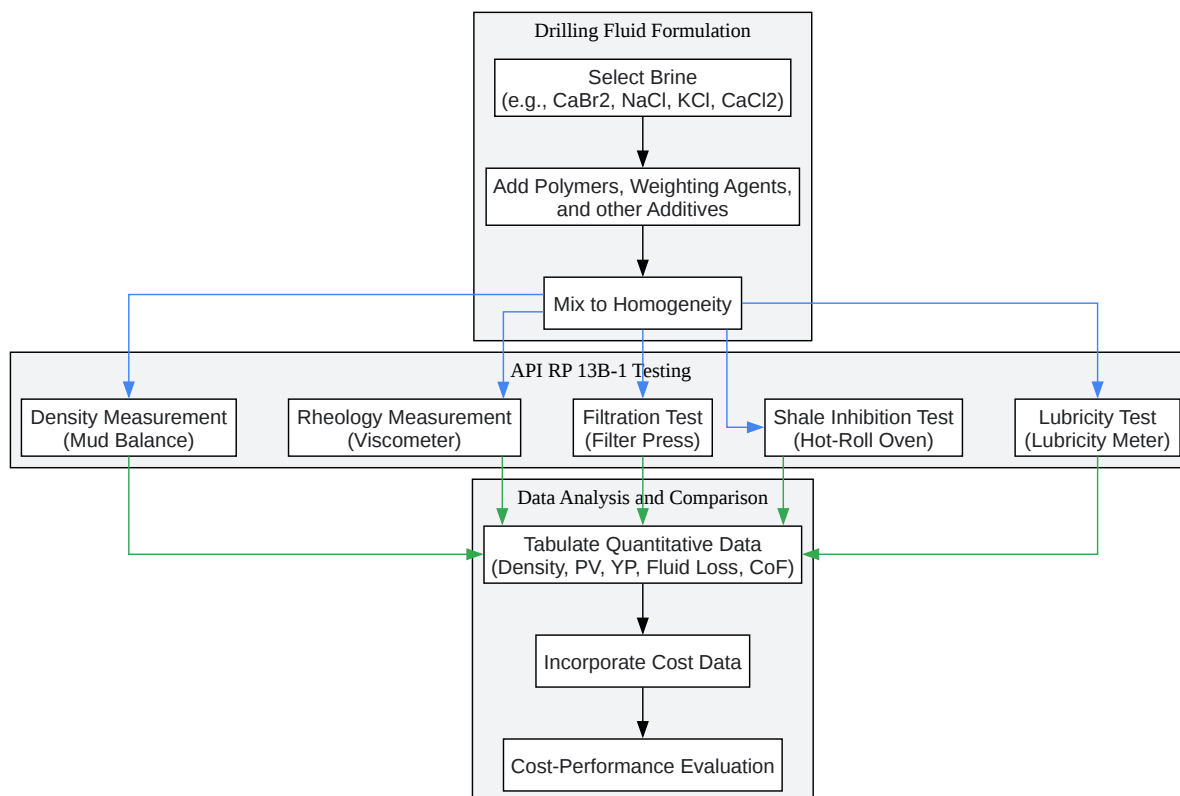 Drilling Fluid Formulation
Select Brine
(e.g., CaBr2, NaCl, KCl, CaCl2)
Add Polymers, Weighting Agents,
and other Additives
Mix to Homogeneity
API RP 13B-1 Testing
Density Measurement
(Mud Balance)
Rheology Measurement
(Viscometer)
Filtration Test
(Filter Press)
Shale Inhibition Test
(Hot-Roll Oven)
Lubricity Test
(Lubricity Meter)
Data Analysis and Comparison
Tabulate Quantitative Data
(Density, PV, YP, Fluid Loss, CoF)
Incorporate Cost Data
Cost-Performance Evaluation